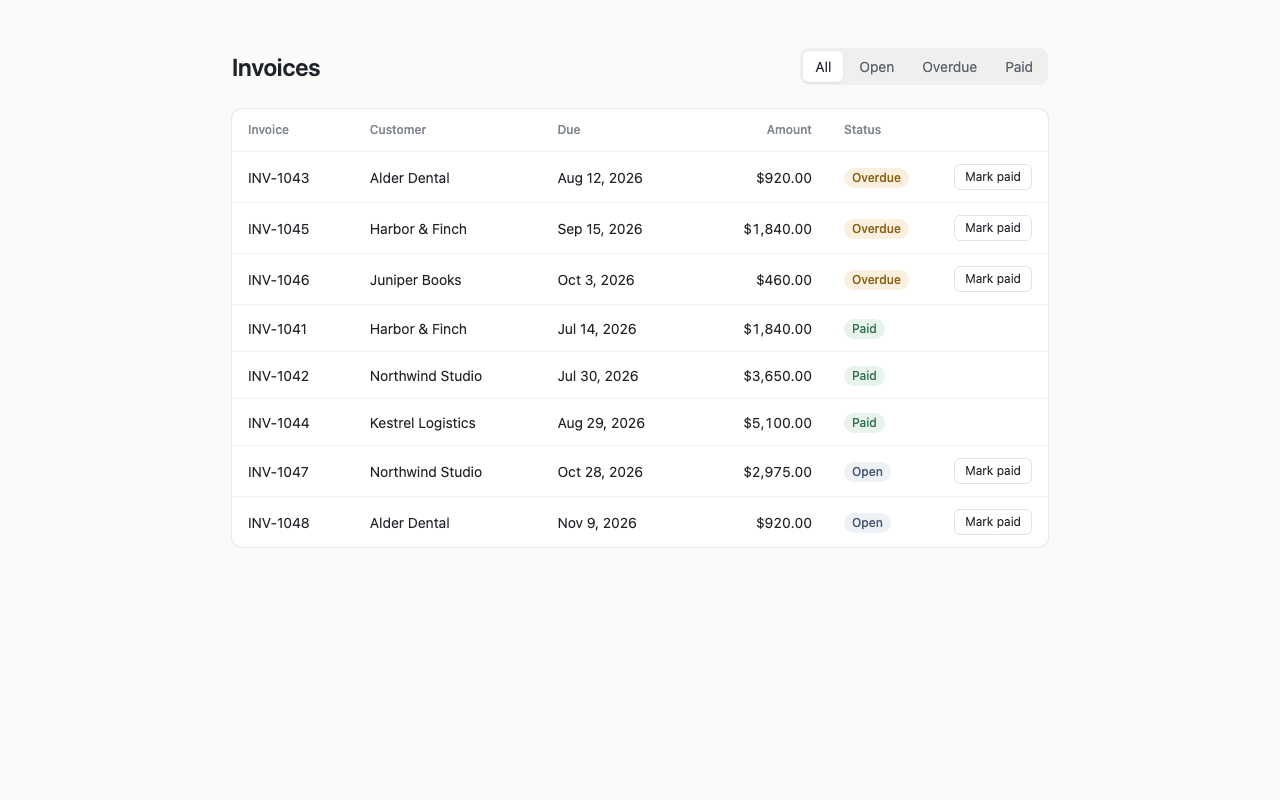 Invoices
All Open Overdue Paid
Invoice Customer Due Amount Status
INV-1043 Alder Dental Aug 12, 2026 $920.00 Overdue Mark paid
INV-1045 Harbor & Finch Sep 15, 2026 $1,840.00 Overdue Mark paid
INV-1046 Juniper Books Oct 3, 2026 $460.00 Overdue Mark paid
INV-1041 Harbor & Finch Jul 14, 2026 $1,840.00 Paid
INV-1042 Northwind Studio Jul 30, 2026 $3,650.00 Paid
INV-1044 Kestrel Logistics Aug 29, 2026 $5,100.00 Paid
INV-1047 Northwind Studio Oct 28, 2026 $2,975.00 Open Mark paid
INV-1048 Alder Dental Nov 9, 2026 $920.00 Open Mark paid